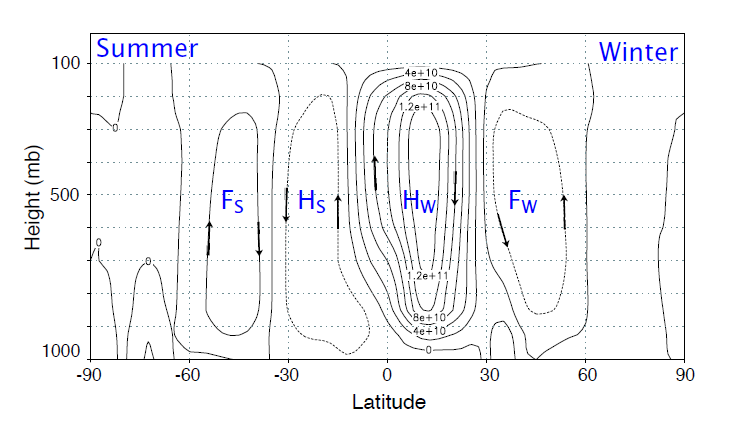 Summer Winter
100
4e+10
8e+10
1.2e+11
0
500
Height (mb)
FS HS HW FW
0
0
1.2e+11
8e+10
4e+10
0
1000
-90 -60 -30 0 30 60 90
Latitude